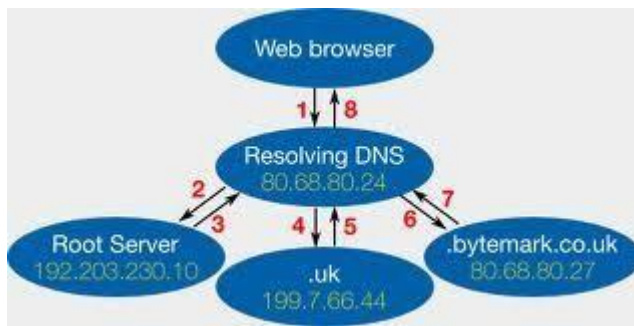 Web browser
1
8
Resolving DNS
80.68.80.24
2
3
4
5
6
7
Root Server
192.203.230.10
.uk
199.7.66.44
.bytemark.co.uk
80.68.80.27